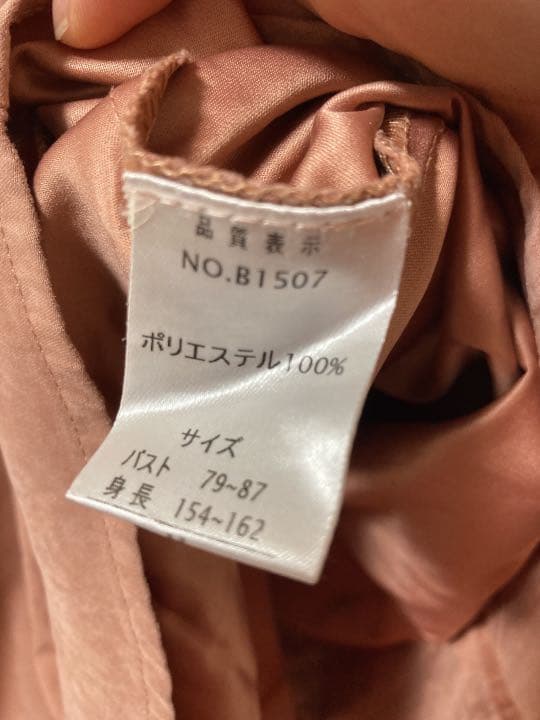 品質表示
NO.B1507
ポリエステル100%
サイズ
バスト 79~87
身長 154~162